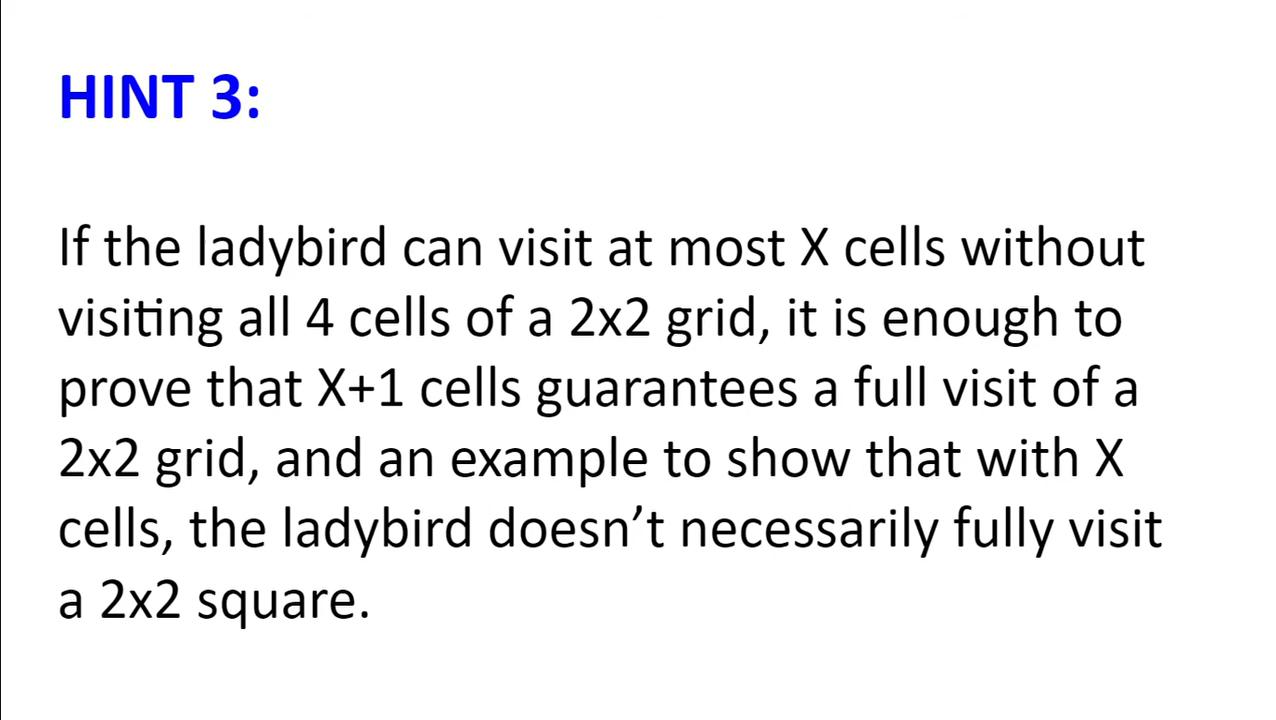 HINT 3:
If the ladybird can visit at most X cells without
visiting all 4 cells of a 2x2 grid, it is enough to
prove that X+1 cells guarantees a full visit of a
2x2 grid, and an example to show that with X
cells, the ladybird doesn’t necessarily fully visit
a 2x2 square.